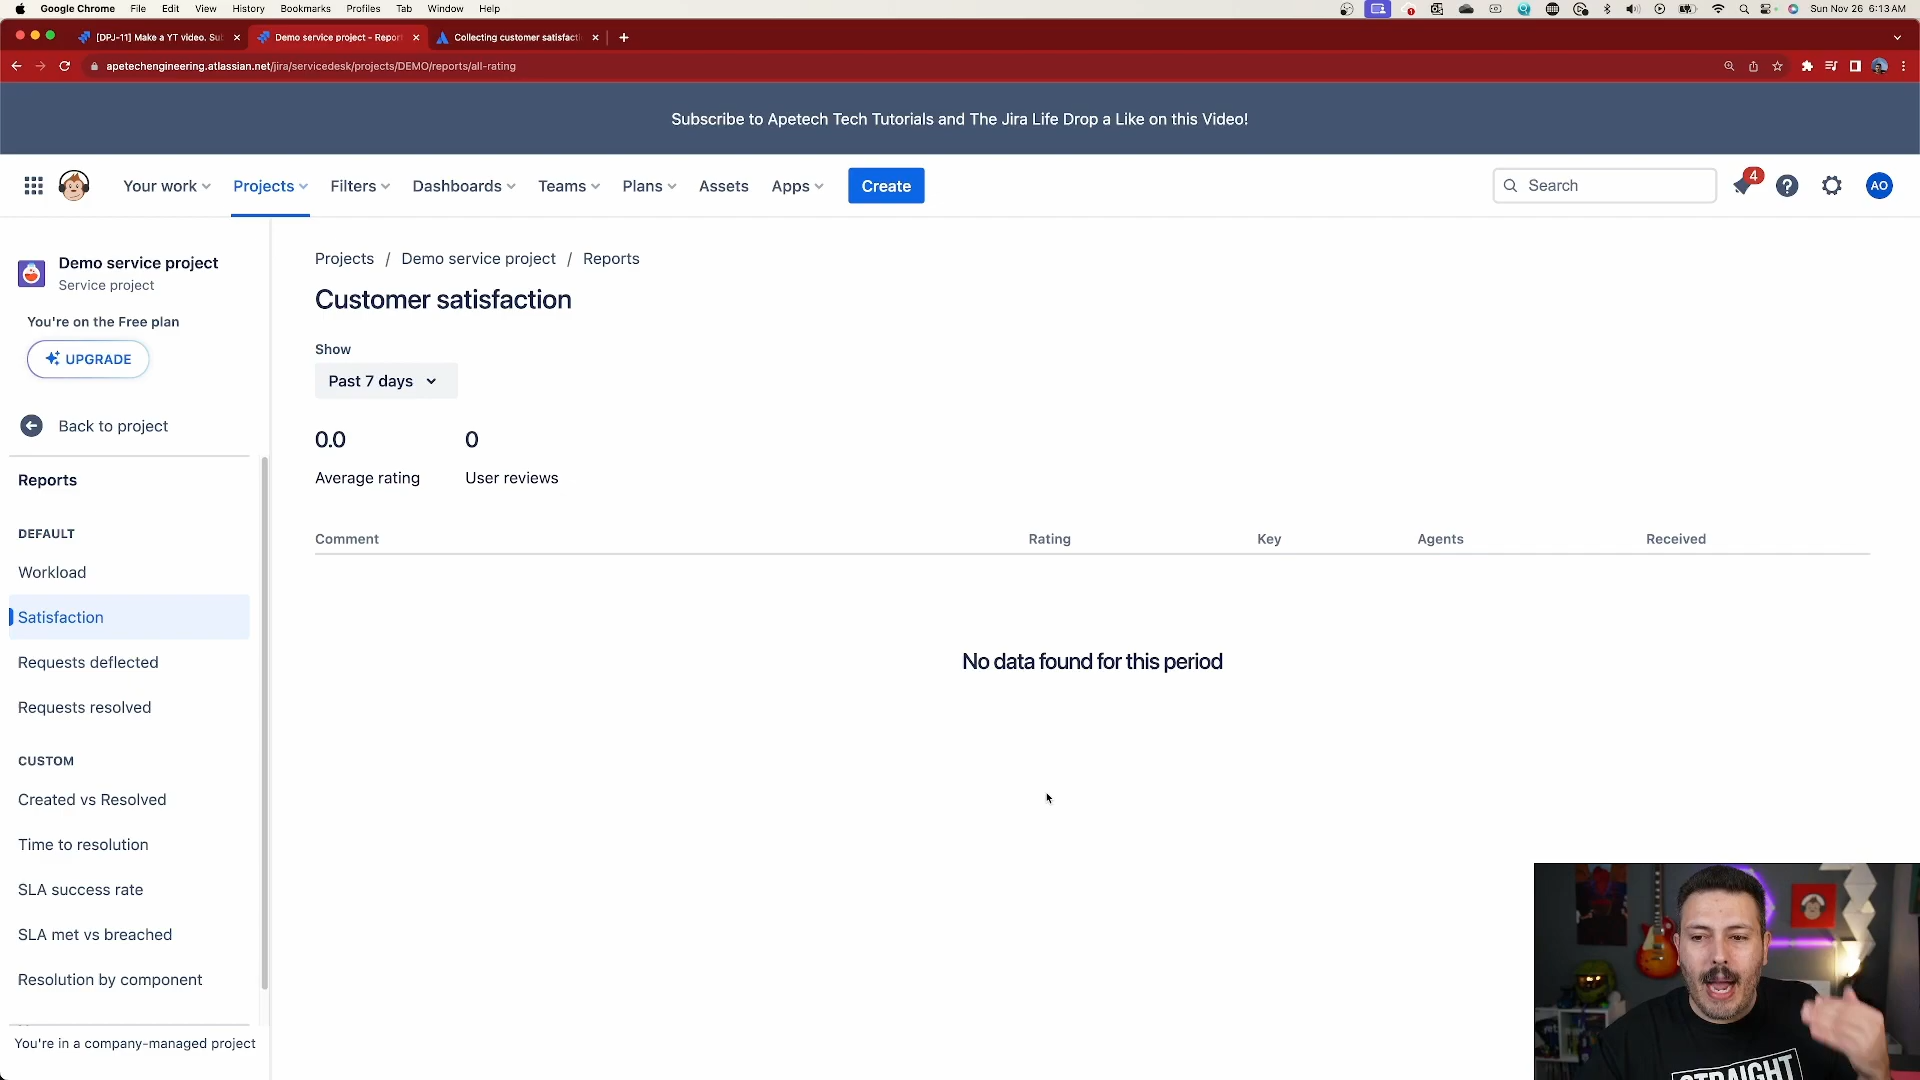 Google Chrome File Edit View History Bookmarks Profiles Tab Window Help
Sun Nov 26 6:13 AM
[DPJ-11] Make a YT video. Su
Demo service project - Report
Collecting customer satisfacti
apetechengineering.atlassian.net/jira/servicedesk/projects/DEMO/reports/all-rating
Subscribe to Apetech Tech Tutorials and The Jira Life Drop a Like on this Video!
Your work Projects Filters Dashboards Teams Plans Assets Apps Create
Search
4
AO
Demo service project
Service project
You're on the Free plan
UPGRADE
Back to project
Reports
DEFAULT
Workload
Satisfaction
Requests deflected
Requests resolved
CUSTOM
Created vs Resolved
Time to resolution
SLA success rate
SLA met vs breached
Resolution by component
You're in a company-managed project
Projects / Demo service project / Reports
Customer satisfaction
Show
Past 7 days
0.0 0
Average rating User reviews
Comment Rating Key Agents Received
No data found for this period
STRAIGHT